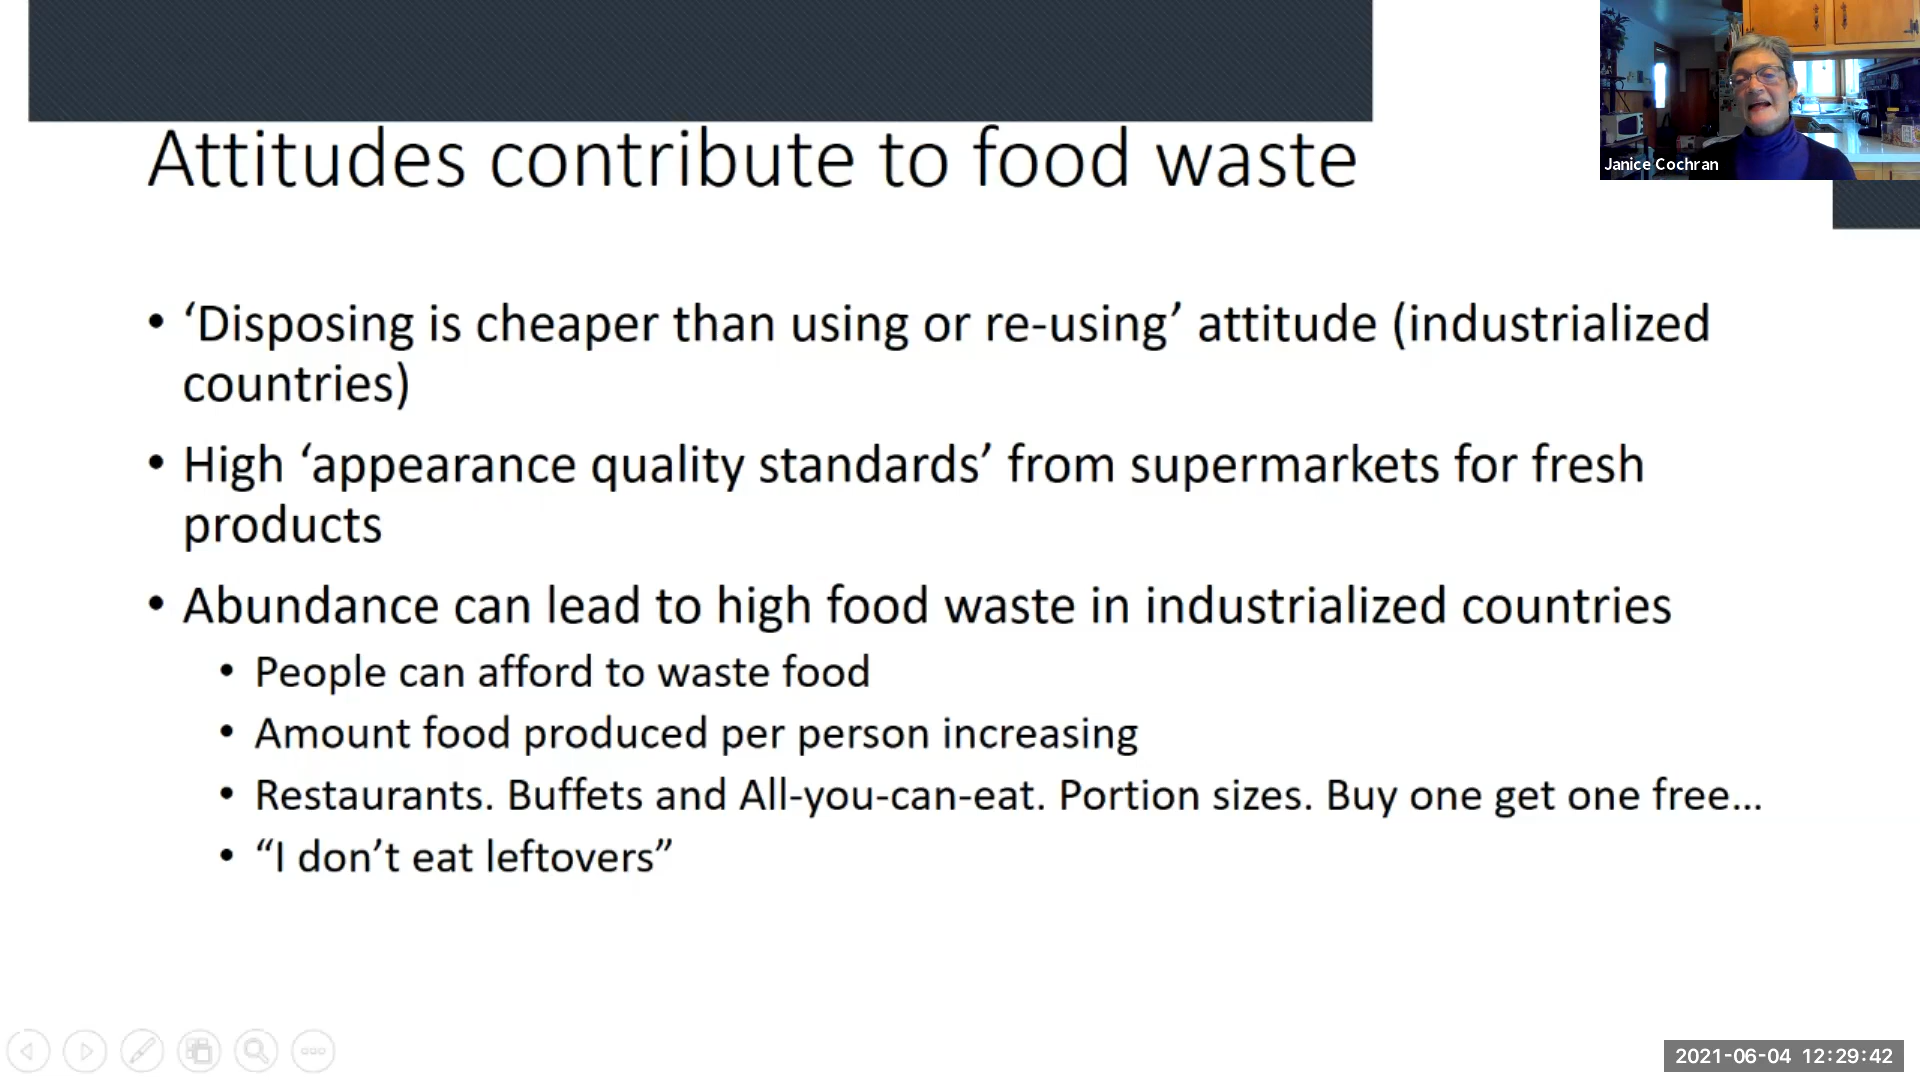 Attitudes contribute to food waste
Janice Cochran
• ‘Disposing is cheaper than using or re-using’ attitude (industrialized
countries)
• High ‘appearance quality standards’ from supermarkets for fresh
products
• Abundance can lead to high food waste in industrialized countries
• People can afford to waste food
• Amount food produced per person increasing
• Restaurants. Buffets and All-you-can-eat. Portion sizes. Buy one get one free...
• “I don’t eat leftovers”
2021-06-04 12:29:42